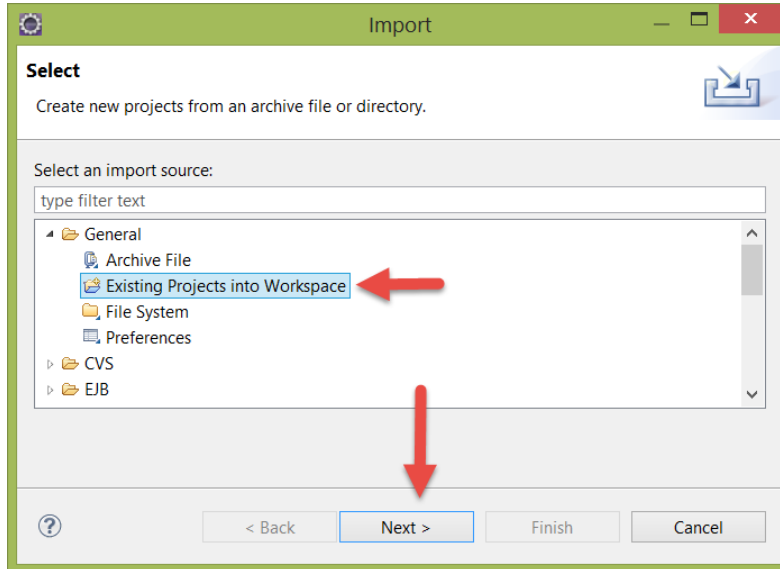 Import
Select
Create new projects from an archive file or directory.
Select an import source:
type filter text
General
Archive File
Existing Projects into Workspace
File System
Preferences
CVS
EJB
? < Back Next > Finish Cancel